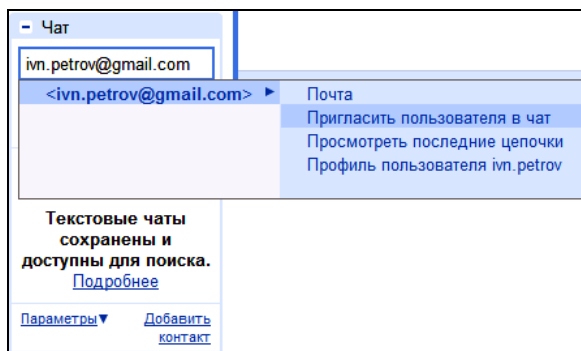 Чат
ivn.petrov@gmail.com
<ivn.petrov@gmail.com>
Почта
Пригласить пользователя в чат
Просмотреть последние цепочки
Профиль пользователя ivn.petrov
Текстовые чаты
сохранены и
доступны для поиска.
Подробнее
Параметры▼ Добавить
контакт